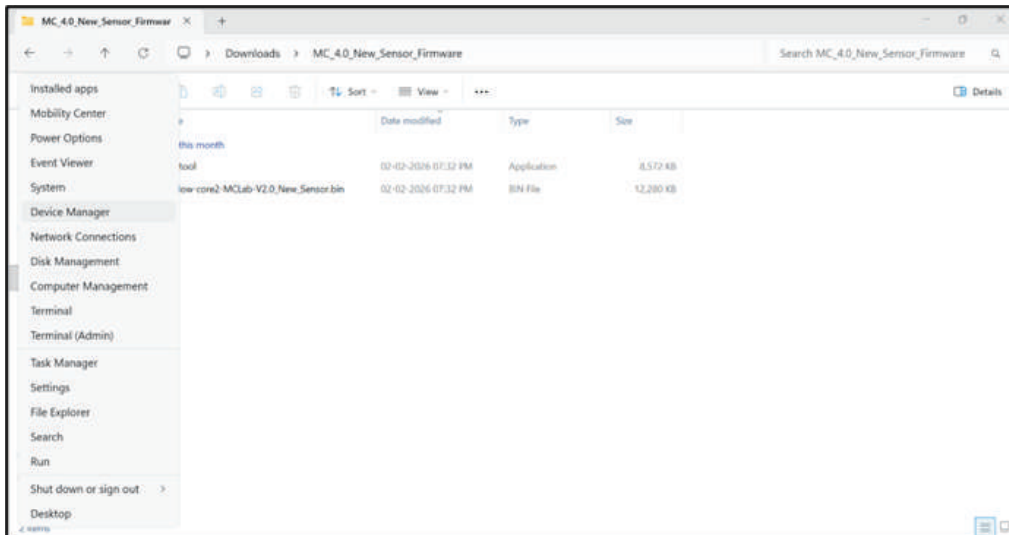 MC_4.0_New_Sensor_Firmwar
Downloads > MC_4.0_New_Sensor_Firmware
Search MC_4.0_New_Sensor_Firmware
Sort
View
Details
Date modified Type Size
this month
tool 02-02-2026 07:32 PM Application 8,572 KB
low-core2-MCLab-V2.0_New_Sensor.bin 02-02-2026 07:32 PM BIN File 12,280 KB
Installed apps
Mobility Center
Power Options
Event Viewer
System
Device Manager
Network Connections
Disk Management
Computer Management
Terminal
Terminal (Admin)
Task Manager
Settings
File Explorer
Search
Run
Shut down or sign out >
Desktop
2 items